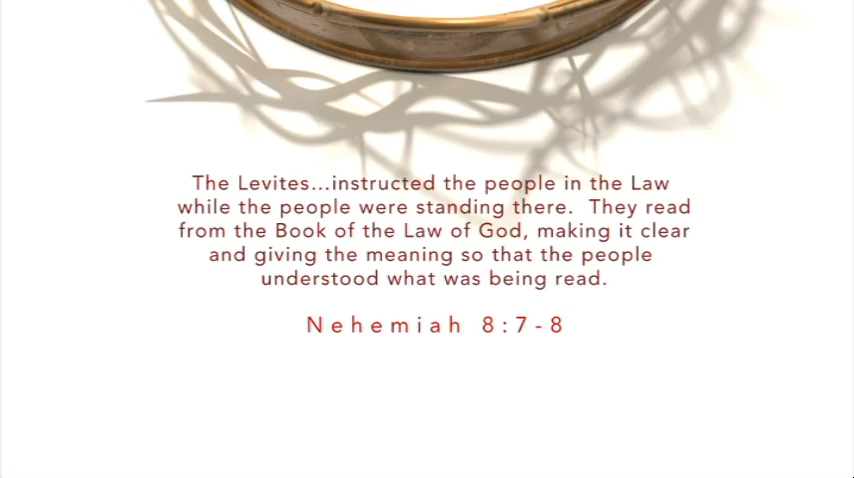 The Levites...instructed the people in the Law
while the people were standing there.  They read
from the Book of the Law of God, making it clear
and giving the meaning so that the people
understood what was being read.
Nehemiah 8:7-8